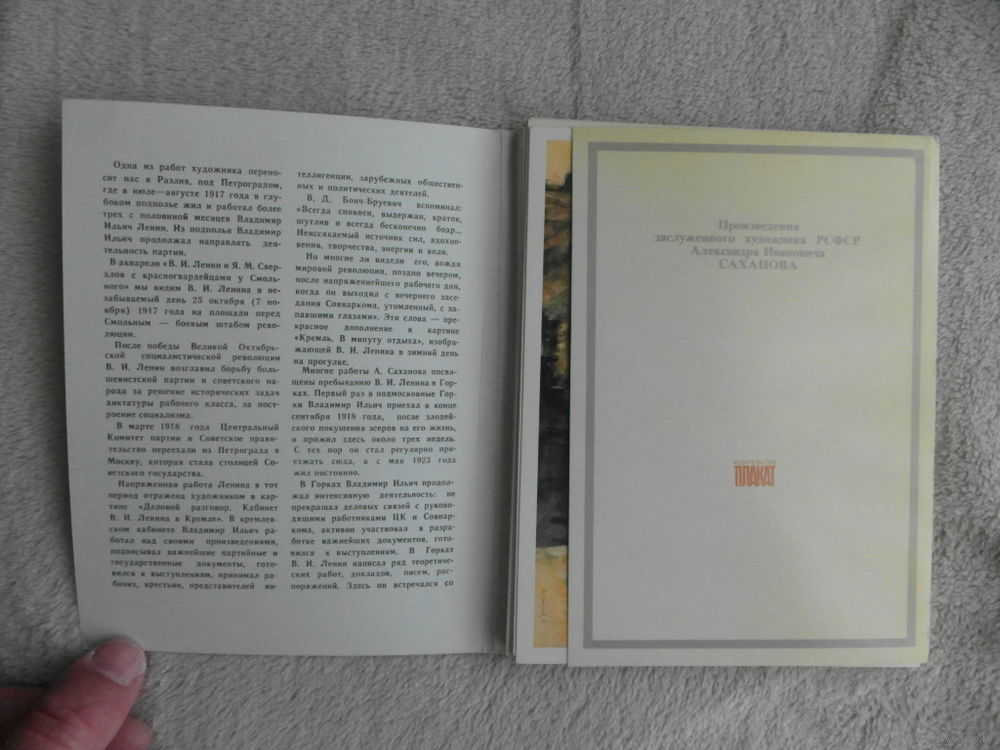 Одна из работ художника перено-
сит нас в Разлив, под Петроградом,
где в июле—августе 1917 года в глу-
боком подполье жил и работал более
трех с половиной месяцев Владимир
Ильич Ленин. Из подполья Владимир
Ильич продолжал направлять дея-
тельность партии.
В акварели «В. И. Ленин и Я. М. Свер-
длов с красногвардейцами у Смоль-
ного» мы видим В. И. Ленина в не-
забываемый день 25 октября (7 но-
ября) 1917 года на площади перед
Смольным — боевым штабом рево-
люции.
После победы Великой Октябрь-
ской социалистической революции
В. И. Ленин возглавил борьбу боль-
шевистской партии и советского на-
рода за решение исторических задач
диктатуры рабочего класса, за пост-
роение социализма.
В марте 1918 года Центральный
Комитет партии и Советское прави-
тельство переехали из Петрограда в
Москву, которая стала столицей Со-
ветского государства.
Напряженная работа Ленина в тот
период отражена художником в кар-
тине «Деловой разговор. Кабинет
В. И. Ленина в Кремле». В кремлев-
ском кабинете Владимир Ильич ра-
ботал над своими произведениями,
подписывал важнейшие партийные и
государственные документы, гото-
вился к выступлениям, принимал ра-
бочих, крестьян, представителей ин-
теллигенции, зарубежных обществен-
ных и политических деятелей.
В. Д. Бонч-Бруевич вспоминал:
«Всегда спокоен, выдержан, краток,
шутлив и всегда бесконечно бодр...
Неиссякаемый источник сил, вдохно-
вения, творчества, энергии и воли.
Но многие ли видели его, вождя
мировой революции, поздно вечером,
после напряженнейшего рабочего дня,
когда он выходил с вечернего засе-
дания Совнаркома, утомленный, с за-
павшими глазами». Эти слова — пре-
красное дополнение к картине
«Кремль. В минуту отдыха», изобра-
жающей В. И. Ленина в зимний день
на прогулке.
Многие работы А. Саханова посвя-
щены пребыванию В. И. Ленина в Гор-
ках. Первый раз в подмосковные Гор-
ки Владимир Ильич приехал в конце
сентября 1918 года, после злодей-
ского покушения эсеров на его жизнь,
и прожил здесь около трех недель.
С тех пор он стал регулярно при-
езжать сюда, а с мая 1923 года
жил постоянно.
В Горках Владимир Ильич продол-
жал интенсивную деятельность: не
прекращал деловых связей с руково-
дящими работниками ЦК и Совнар-
кома, активно участвовал в разра-
ботке важнейших документов, гото-
вился к выступлениям. В Горках
В. И. Ленин написал ряд теоретиче-
ских работ, докладов, писем, рас-
поряжений. Здесь он встречался со
Произведения
заслуженного художника РСФСР
Александра Ивановича
САХАНОВА
ИЗДАТЕЛЬСТВО
ПЛАКАТ